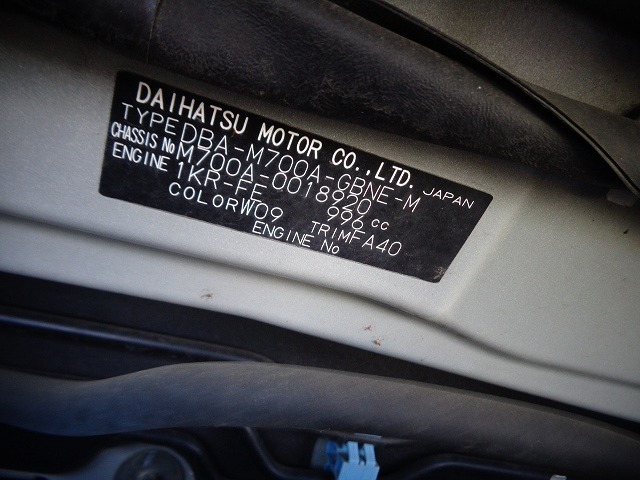 DAIHATSU MOTOR CO.,LTD. JAPAN
TYPE DBA-M700A-GBNE-M
CHASSIS No M700A-0018920
ENGINE 1KR-FE 996 cc
COLOR W09 TRIM FA40
ENGINE No